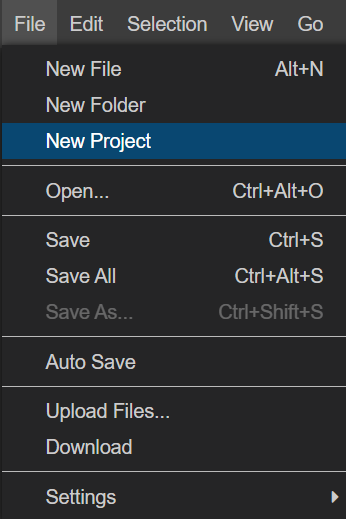 File Edit Selection View Go
New File Alt+N
New Folder
New Project
Open... Ctrl+Alt+O
Save Ctrl+S
Save All Ctrl+Alt+S
Save As... Ctrl+Shift+S
Auto Save
Upload Files...
Download
Settings